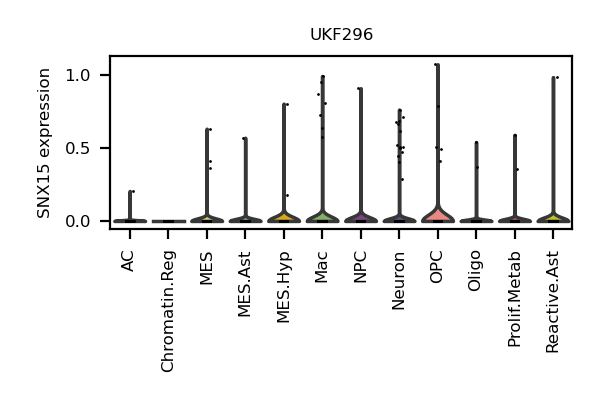 UKF296
SNX15 expression
1.0
0.5
0.0
AC
Chromatin.Reg
MES
MES.Ast
MES.Hyp
Mac
NPC
Neuron
OPC
Oligo
Prolif.Metab
Reactive.Ast